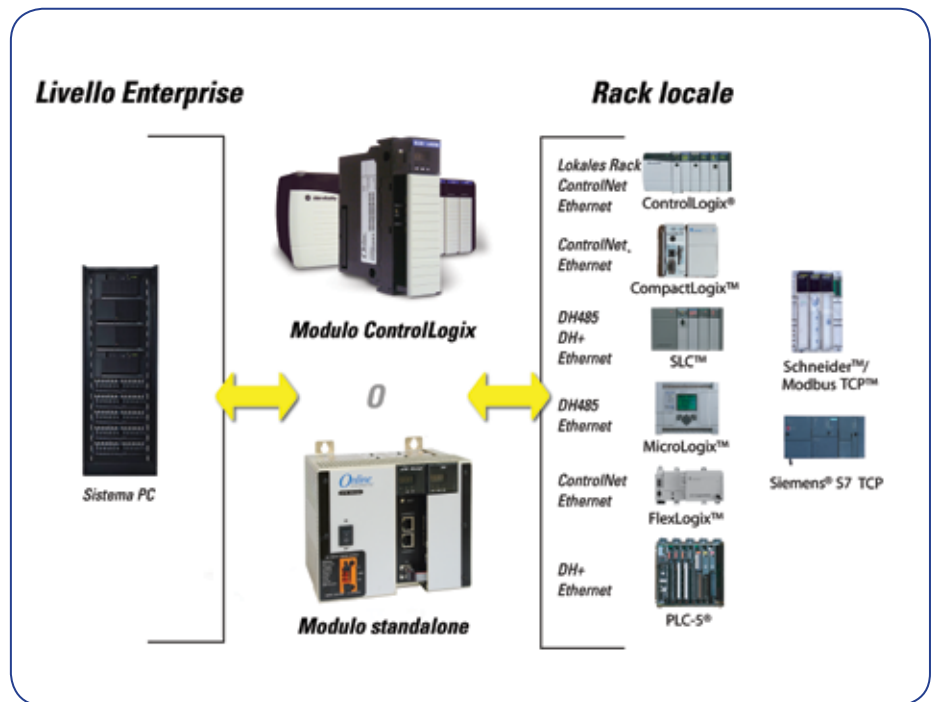 Livello Enterprise
Rack locale
Lokales Rack
ControlNet
Ethernet
ControlLogix®
ControlNet
Ethernet
CompactLogix™
Modulo ControlLogix
DH485
DH+
Ethernet
SLC™
Schneider™/
Modbus TCP™
O
DH485
Ethernet
MicroLogix™
Siemens® S7 TCP
Sistema PC
Online
ControlNet
Ethernet
FlexLogix™
DH+
Ethernet
PLC-5®
Modulo standalone